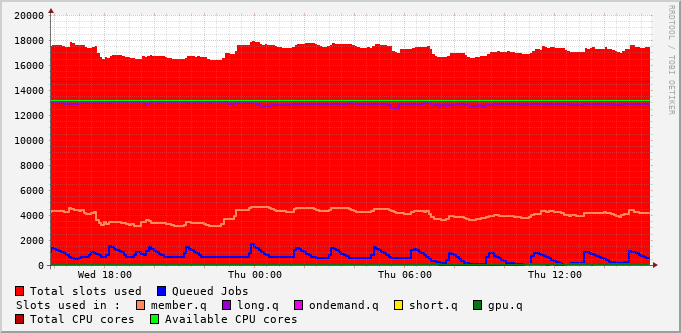 20000
18000
16000
14000
12000
10000
8000
6000
4000
2000
0
Wed 18:00 Thu 00:00 Thu 06:00 Thu 12:00
RRDTOOL / TOBI OETIKER
Total slots used Queued Jobs
Slots used in : member.q long.q ondemand.q short.q gpu.q
Total CPU cores Available CPU cores